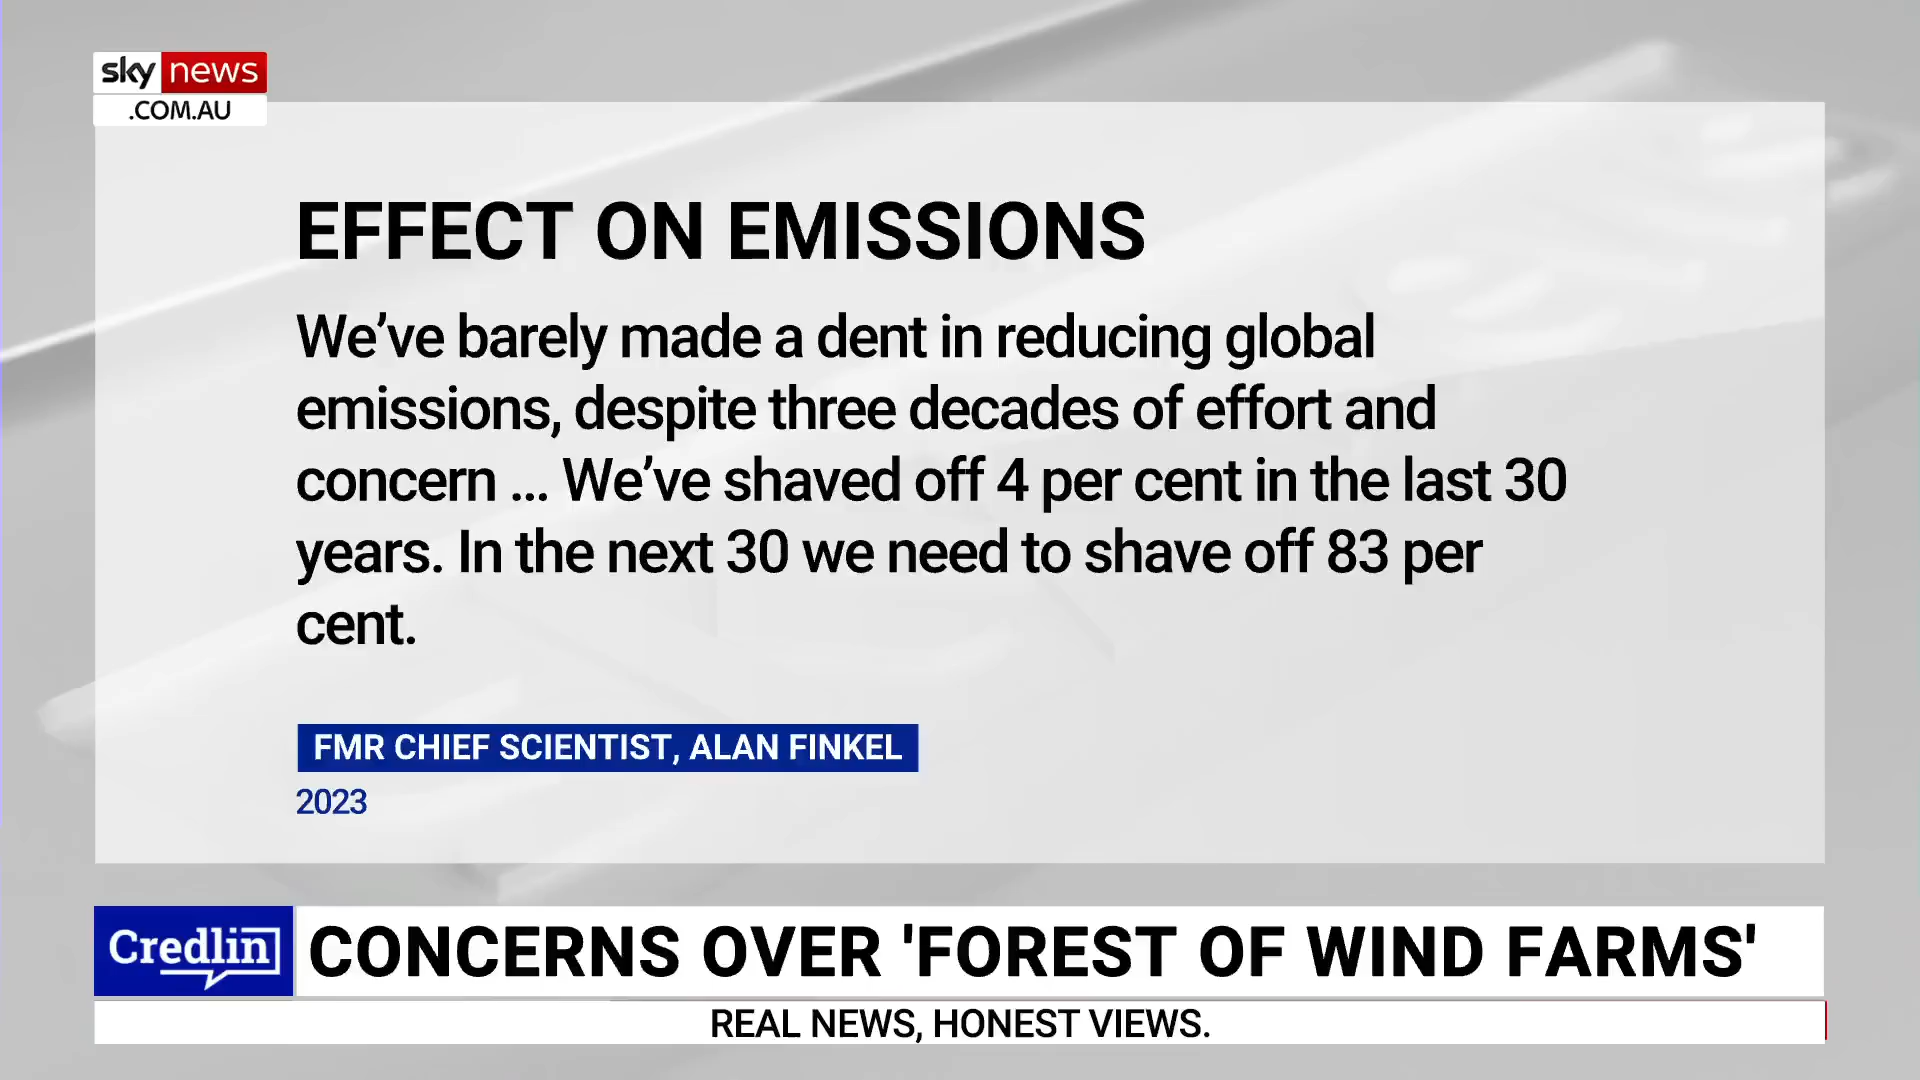 sky news
.COM.AU
EFFECT ON EMISSIONS
We’ve barely made a dent in reducing global
emissions, despite three decades of effort and
concern ... We’ve shaved off 4 per cent in the last 30
years. In the next 30 we need to shave off 83 per
cent.
FMR CHIEF SCIENTIST, ALAN FINKEL
2023
Credlin
CONCERNS OVER 'FOREST OF WIND FARMS'
REAL NEWS, HONEST VIEWS.